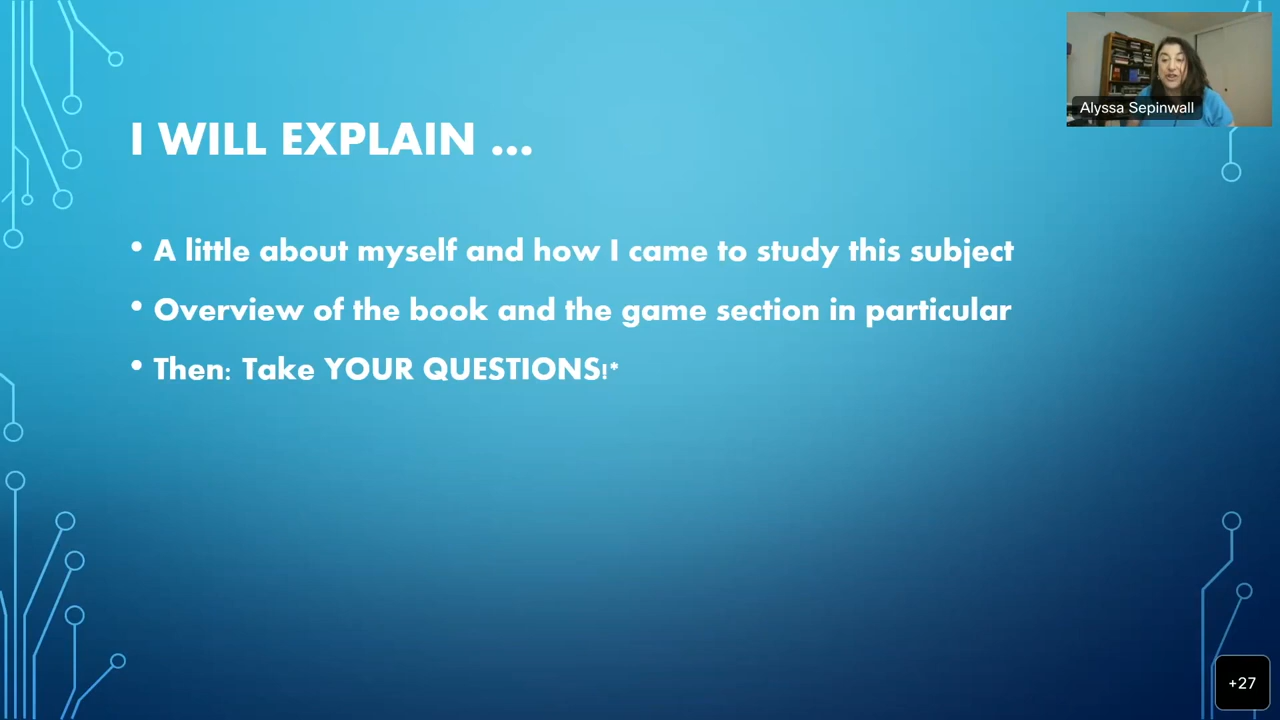 I WILL EXPLAIN ...
• A little about myself and how I came to study this subject
• Overview of the book and the game section in particular
• Then: Take YOUR QUESTIONS!*
Alyssa Sepinwall
+27